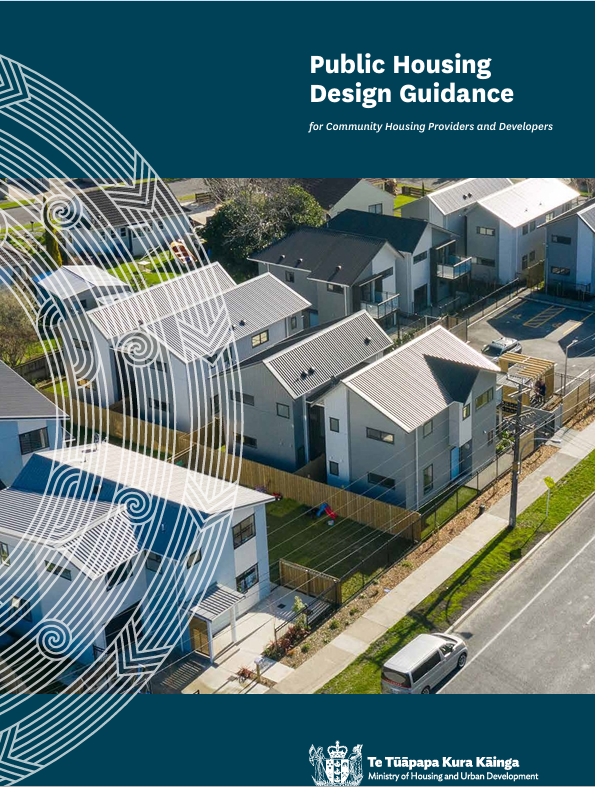 Public Housing
Design Guidance
for Community Housing Providers and Developers
Te Tūāpapa Kura Kāinga
Ministry of Housing and Urban Development